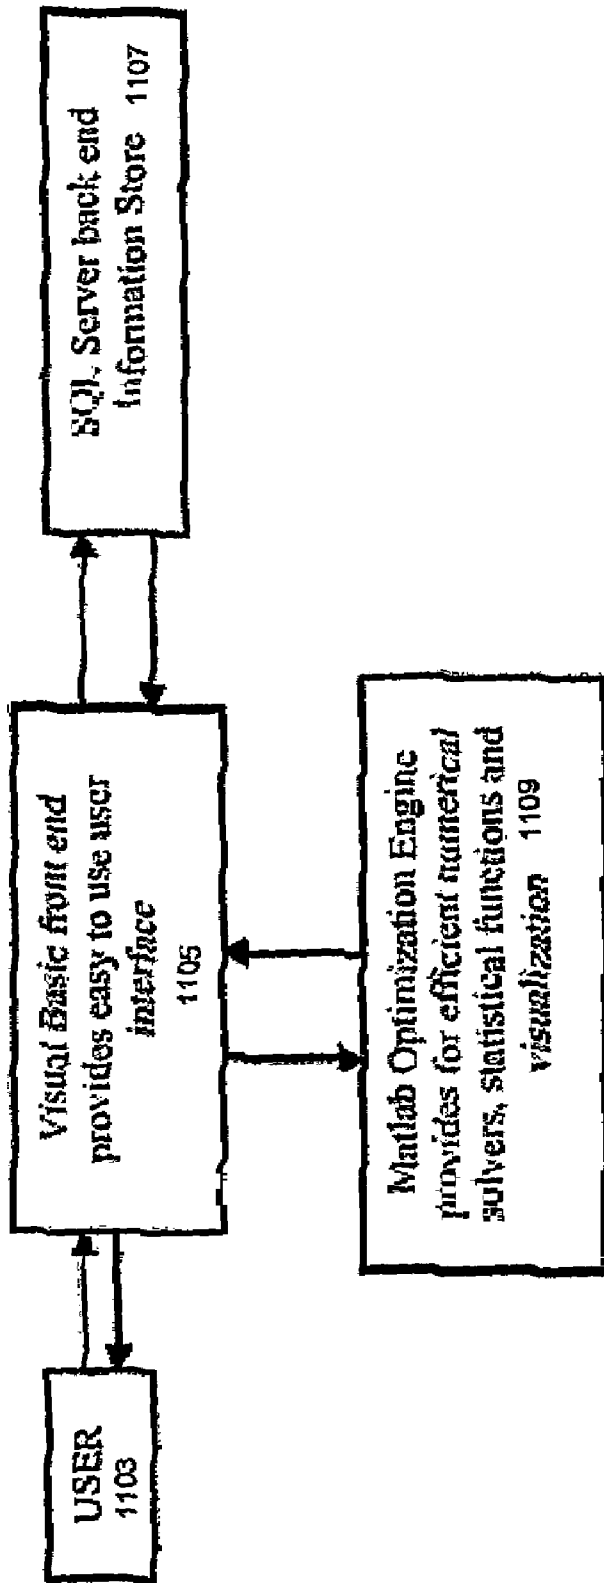 USER
1103
Visual Basic front end
provides easy to use user
interface
1105
SQL Server back end
Information Store 1107
Matlab Optimization Engine
provides for efficient numerical
solvers, statistical functions and
visualization 1109